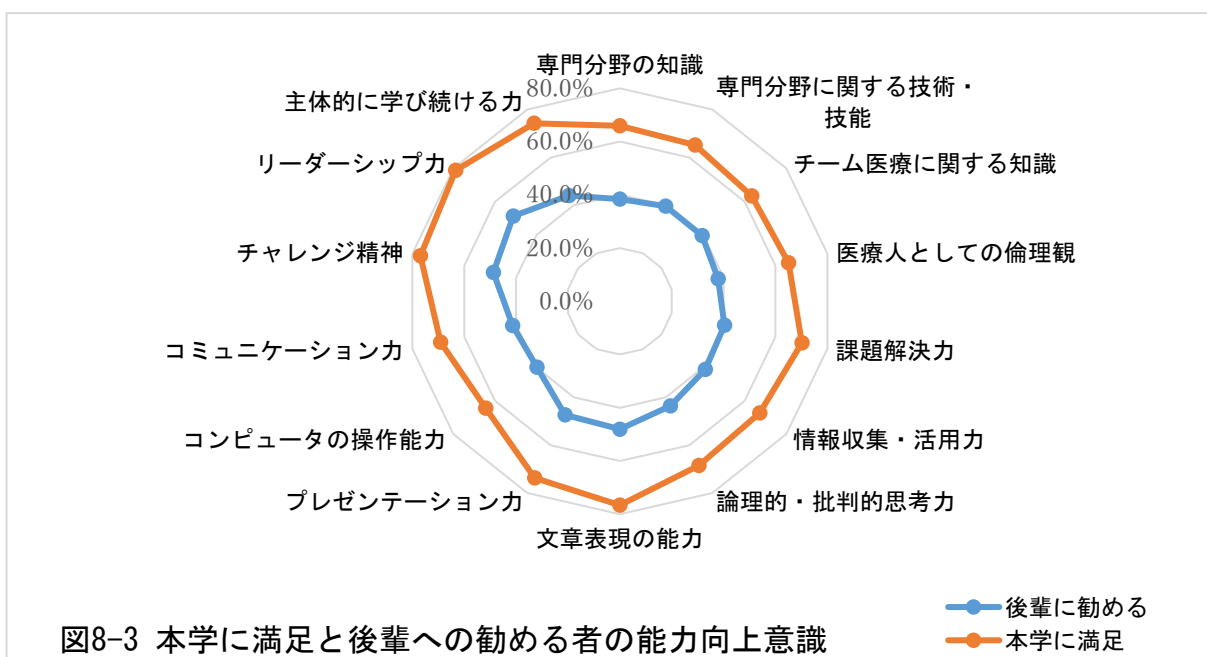 専門分野の知識
専門分野に関する技術・
技能
チーム医療に関する知識
医療人としての倫理観
課題解決力
情報収集・活用力
論理的・批判的思考力
文章表現の能力
プレゼンテーション力
コンピュータの操作能力
コミュニケーション力
チャレンジ精神
リーダーシップ力
主体的に学び続ける力
80.0%
60.0%
40.0%
20.0%
0.0%
後輩に勧める
本学に満足
図8-3 本学に満足と後輩への勧める者の能力向上意識